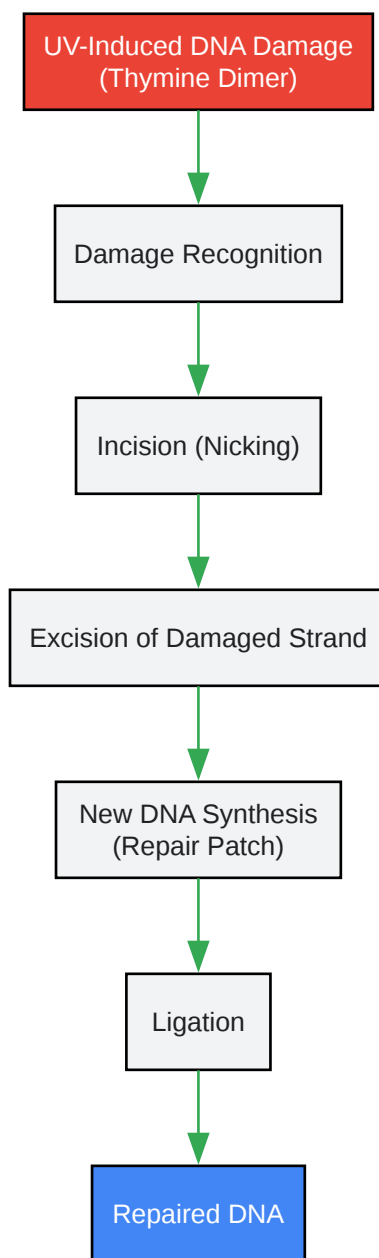 UV-Induced DNA Damage
(Thymine Dimer)
Damage Recognition
Incision (Nicking)
Excision of Damaged Strand
New DNA Synthesis
(Repair Patch)
Ligation
Repaired DNA